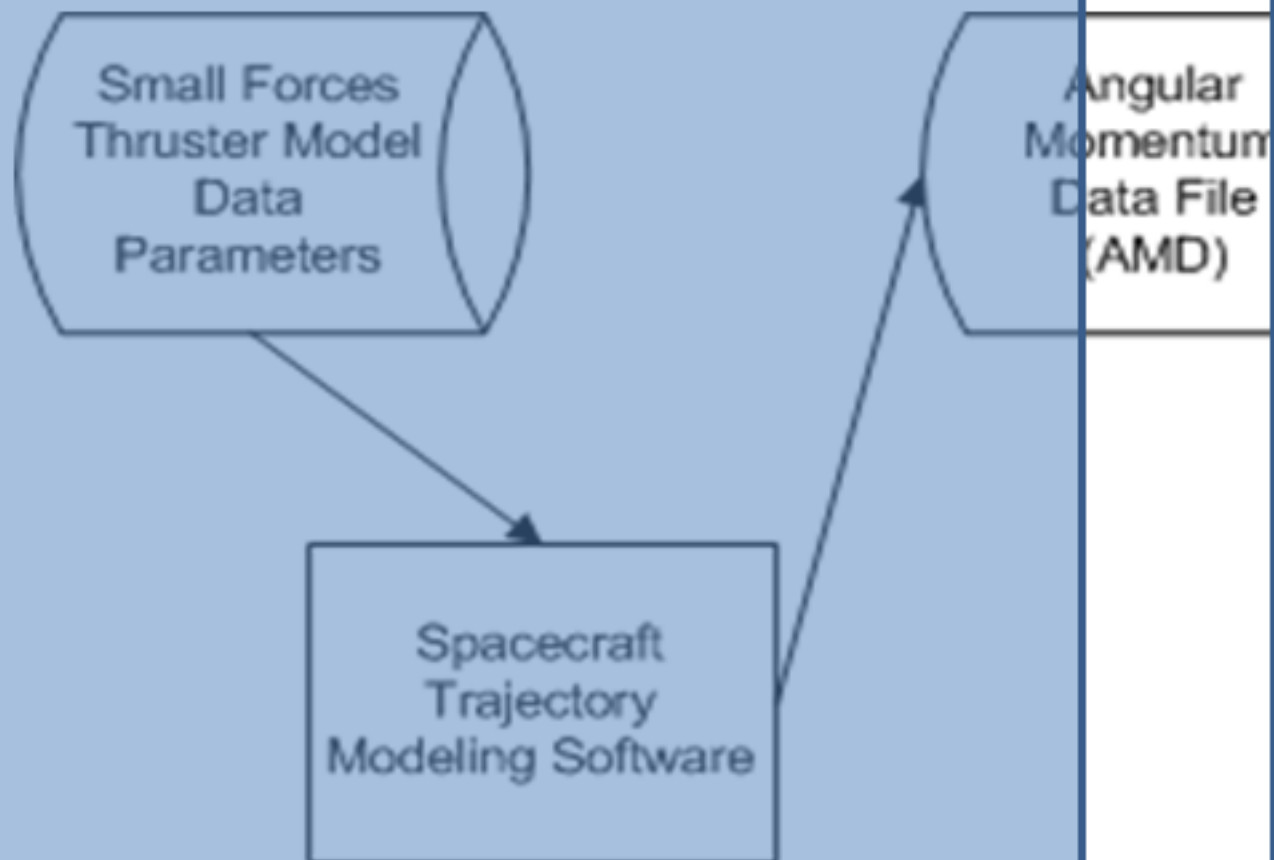 Small Forces
Thruster Model
Data
Parameters
Angular
Momentum
Data File
(AMD)
Spacecraft
Trajectory
Modeling Software